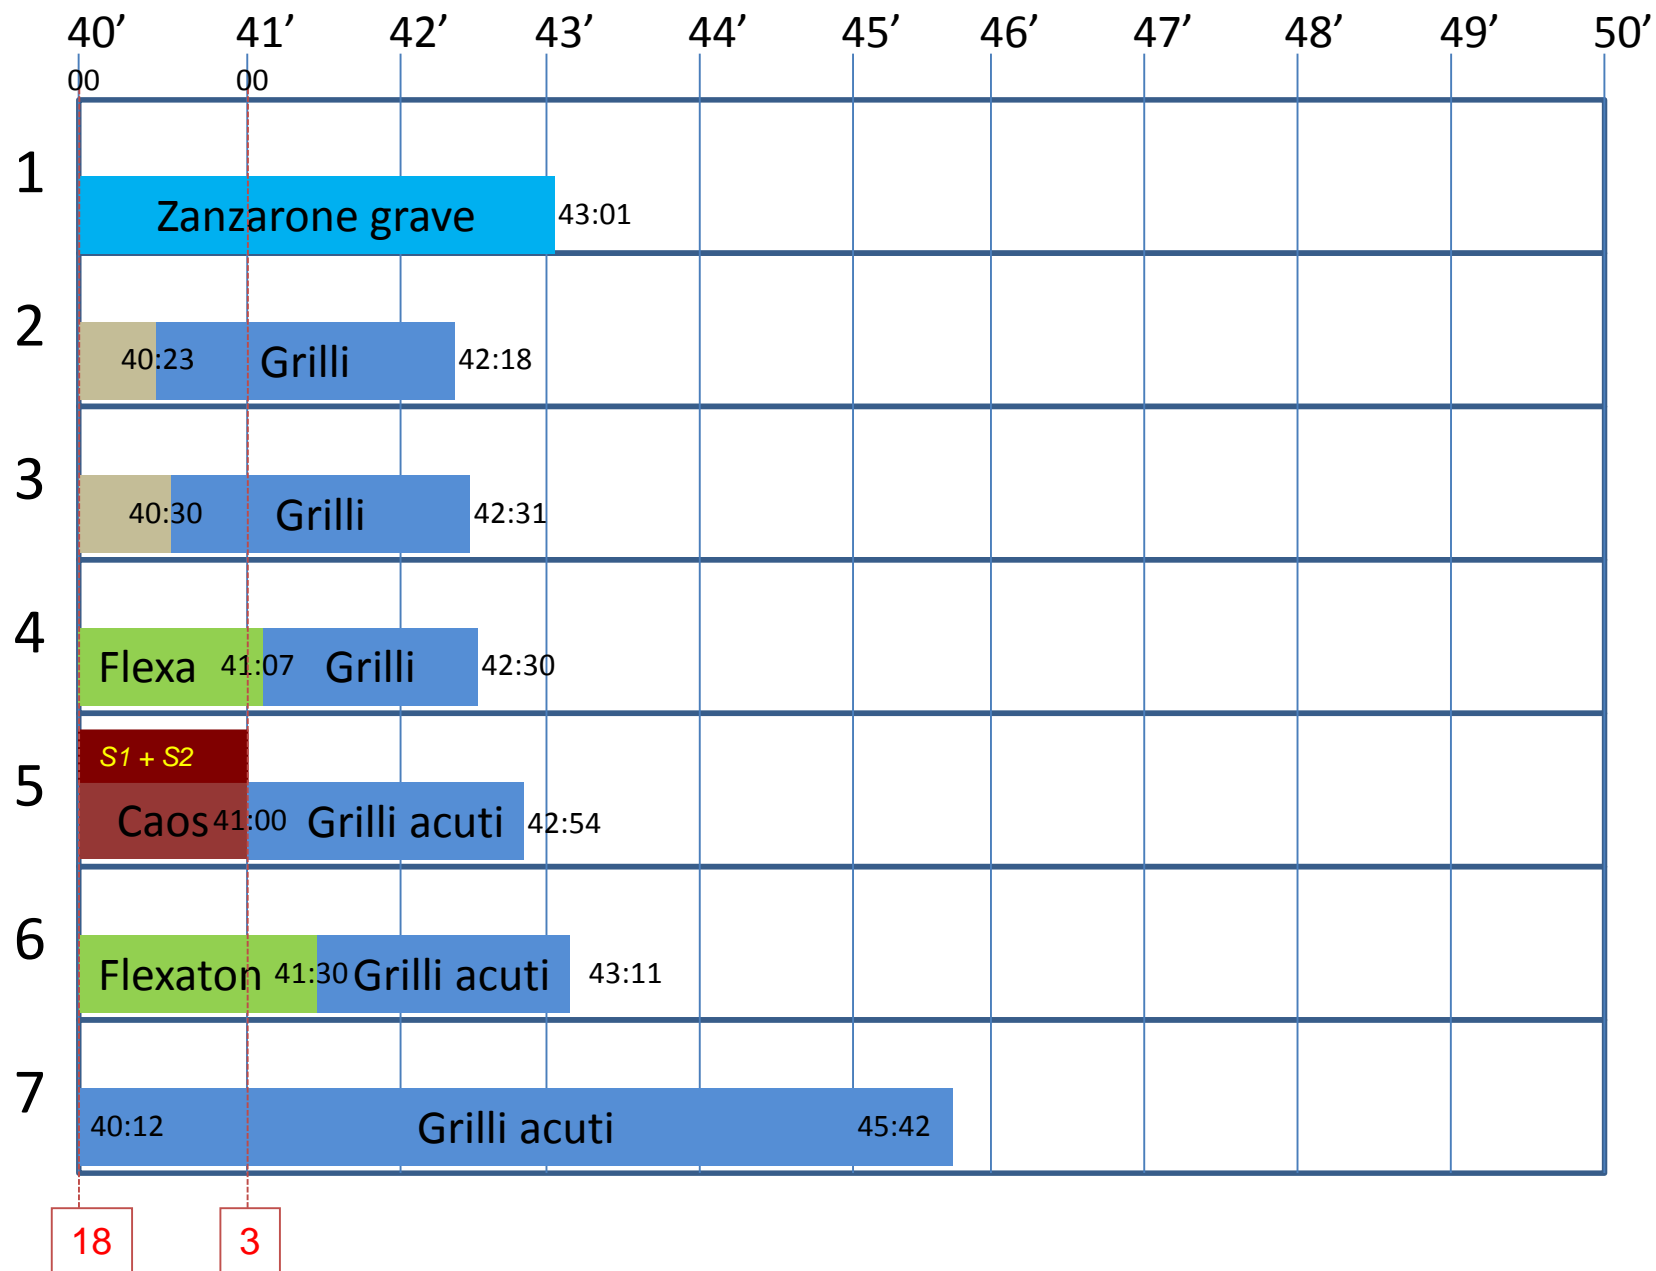 40’ 41’ 42’ 43’ 44’ 45’ 46’ 47’ 48’ 49’ 50’
00 00
1
Zanzarone grave 43:01
2
40:23 Grilli 42:18
3
40:30 Grilli 42:31
4
Flexa 41:07 Grilli 42:30
S1 + S2
5
Caos 41:00 Grilli acuti 42:54
6
Flexaton 41:30 Grilli acuti 43:11
7
40:12 Grilli acuti 45:42
18 3